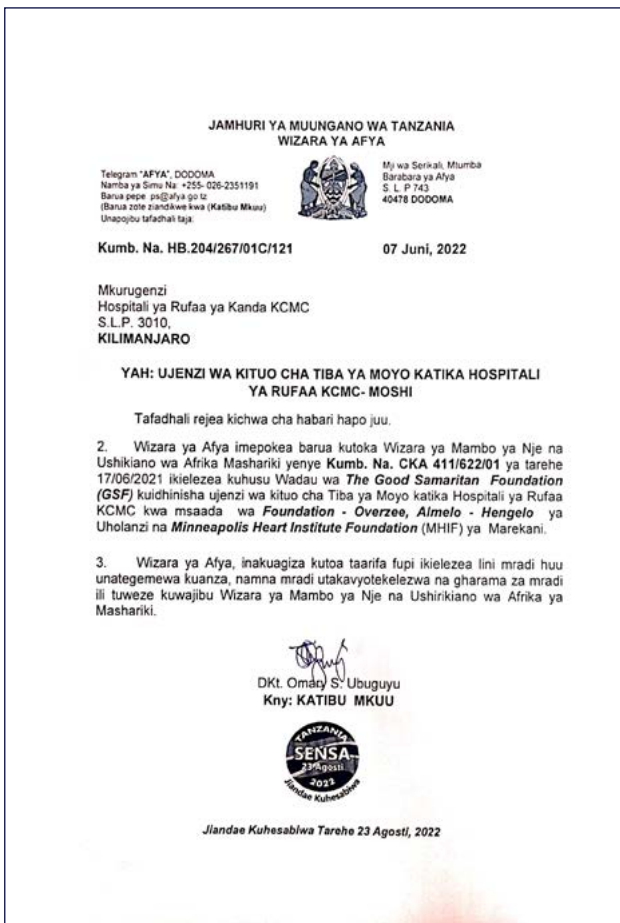 JAMHURI YA MUUNGANO WA TANZANIA
WIZARA YA AFYA
Telegram "AFYA", DODOMA
Namba ya Simu Na: +255- 026-2351191
Barua pepe ps@afya go tz
(Barua zote ziandikwe kwa (Katibu Mkuu)
Unapojibu tafadhali taja:
Mji wa Serikali, Mtumba
Barabara ya Afya
S. L. P 743
40478 DODOMA
Kumb. Na. HB.204/267/01C/121
07 Juni, 2022
Mkurugenzi
Hospitali ya Rufaa ya Kanda KCMC
S.L.P. 3010,
KILIMANJARO
YAH: UJENZI WA KITUO CHA TIBA YA MOYO KATIKA HOSPITALI
YA RUFAA KCMC- MOSHI
Tafadhali rejea kichwa cha habari hapo juu.
2. Wizara ya Afya imepokea barua kutoka Wizara ya Mambo ya Nje na
Ushikiano wa Afrika Mashariki yenye Kumb. Na. CKA 411/622/01 ya tarehe
17/06/2021 ikielezea kuhusu Wadau wa The Good Samaritan Foundation
(GSF) kuidhinisha ujenzi wa kituo cha Tiba ya Moyo katika Hospitali ya Rufaa
KCMC kwa msaada wa Foundation - Overzee, Almelo - Hengelo ya
Uholanzi na Minneapolis Heart Institute Foundation (MHIF) ya Marekani.
3. Wizara ya Afya, inakuagiza kutoa taarifa fupi ikielezea lini mradi huu
unategemewa kuanza, namna mradi utakavyotekelezwa na gharama za mradi
ili tuweze kuwajibu Wizara ya Mambo ya Nje na Ushirikiano wa Afrika ya
Mashariki.
DKt. Omary S. Ubuguyu
Kny: KATIBU MKUU
TANZANIA
SENSA
23 Agosti
2022
Jiandae Kuhesabiwa
Jiandae Kuhesabiwa Tarehe 23 Agosti, 2022